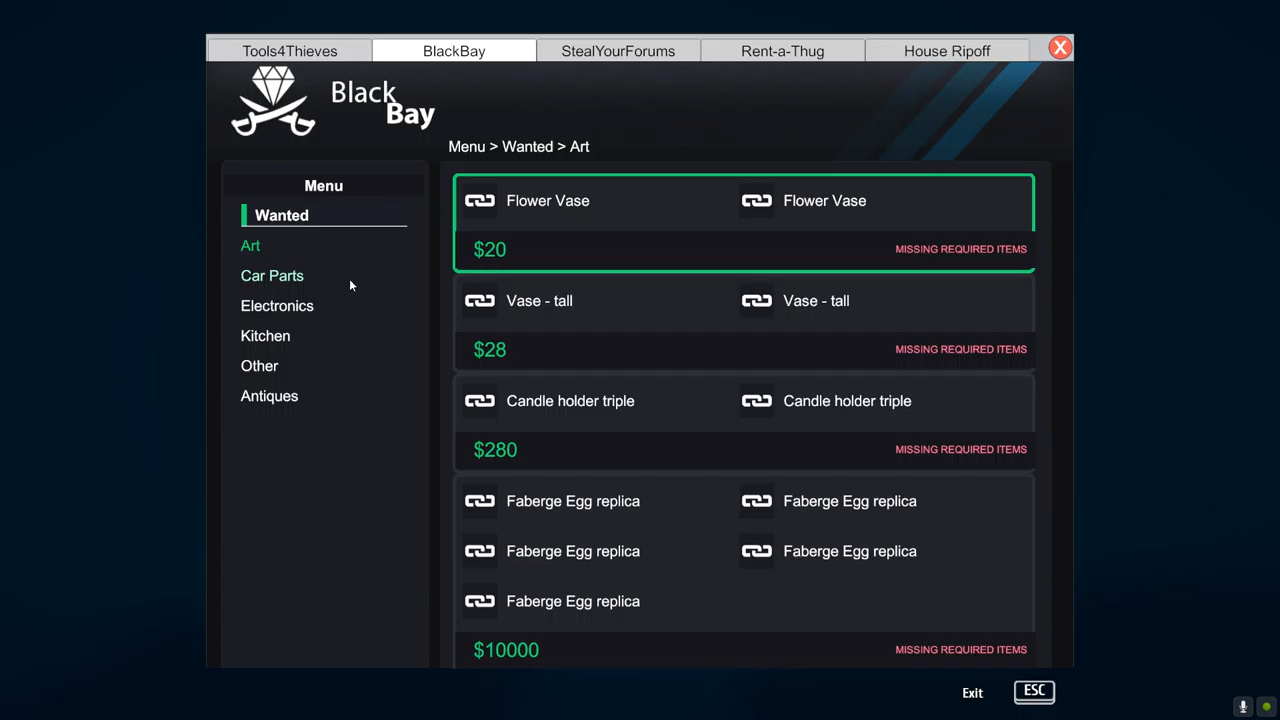 Tools4Thieves BlackBay StealYourForums Rent-a-Thug House Ripoff X
Black
Bay
Menu > Wanted > Art
Menu
Wanted
Art
Car Parts
Electronics
Kitchen
Other
Antiques
Flower Vase Flower Vase
$20 MISSING REQUIRED ITEMS
Vase - tall Vase - tall
$28 MISSING REQUIRED ITEMS
Candle holder triple Candle holder triple
$280 MISSING REQUIRED ITEMS
Faberge Egg replica Faberge Egg replica
Faberge Egg replica Faberge Egg replica
Faberge Egg replica
$10000 MISSING REQUIRED ITEMS
Exit ESC